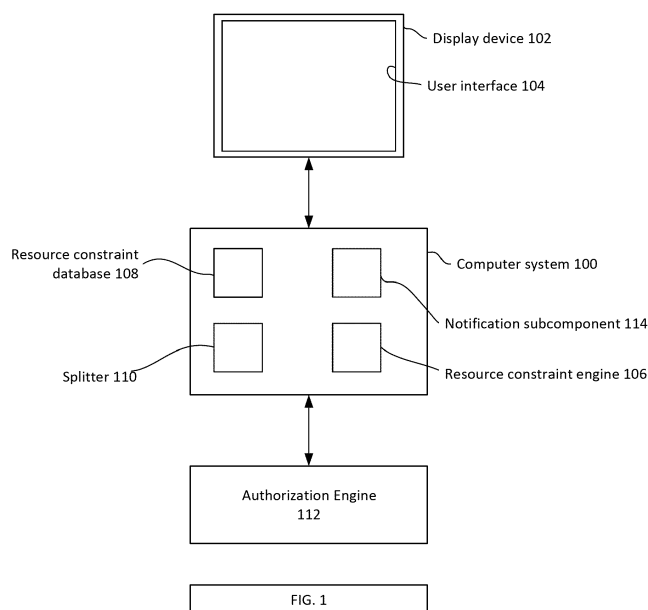 Display device 102
User interface 104
Resource constraint
database 108
Computer system 100
Notification subcomponent 114
Splitter 110
Resource constraint engine 106
Authorization Engine
112
FIG. 1